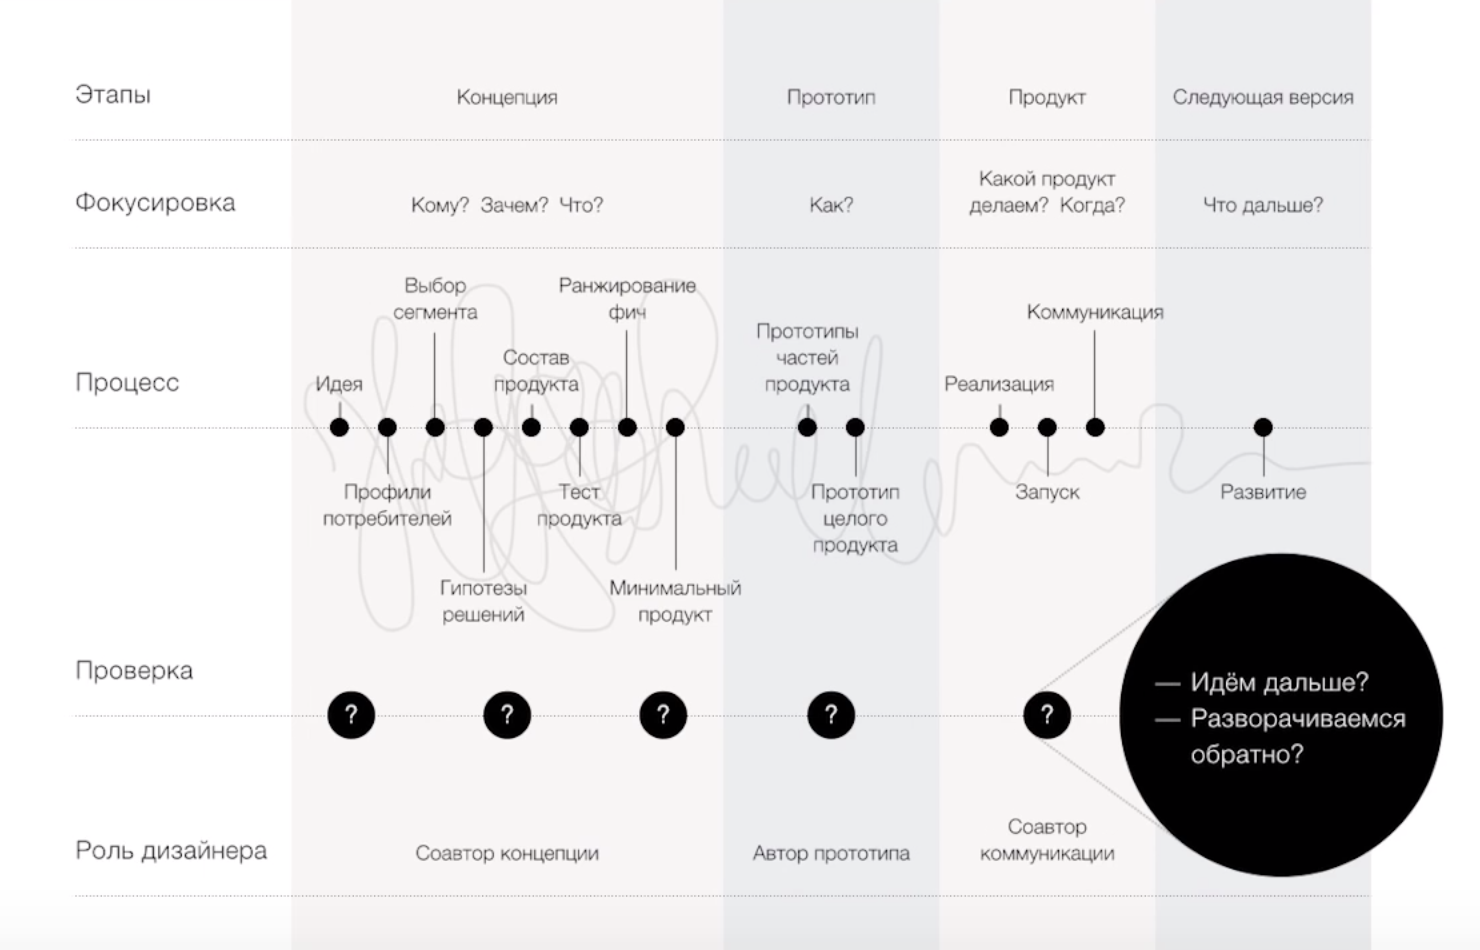 Этапы
Концепция
Прототип
Продукт
Следующая версия
Фокусировка
Кому? Зачем? Что?
Как?
Какой продукт
делаем? Когда?
Что дальше?
Процесс
Идея
Профили
потребителей
Выбор
сегмента
Гипотезы
решений
Состав
продукта
Тест
продукта
Ранжирование
фич
Минимальный
продукт
Прототипы
частей
продукта
Прототип
целого
продукта
Реализация
Запуск
Коммуникация
Развитие
Проверка
?
?
?
?
?
— Идём дальше?
— Разворачиваемся
обратно?
Роль дизайнера
Соавтор концепции
Автор прототипа
Соавтор
коммуникации